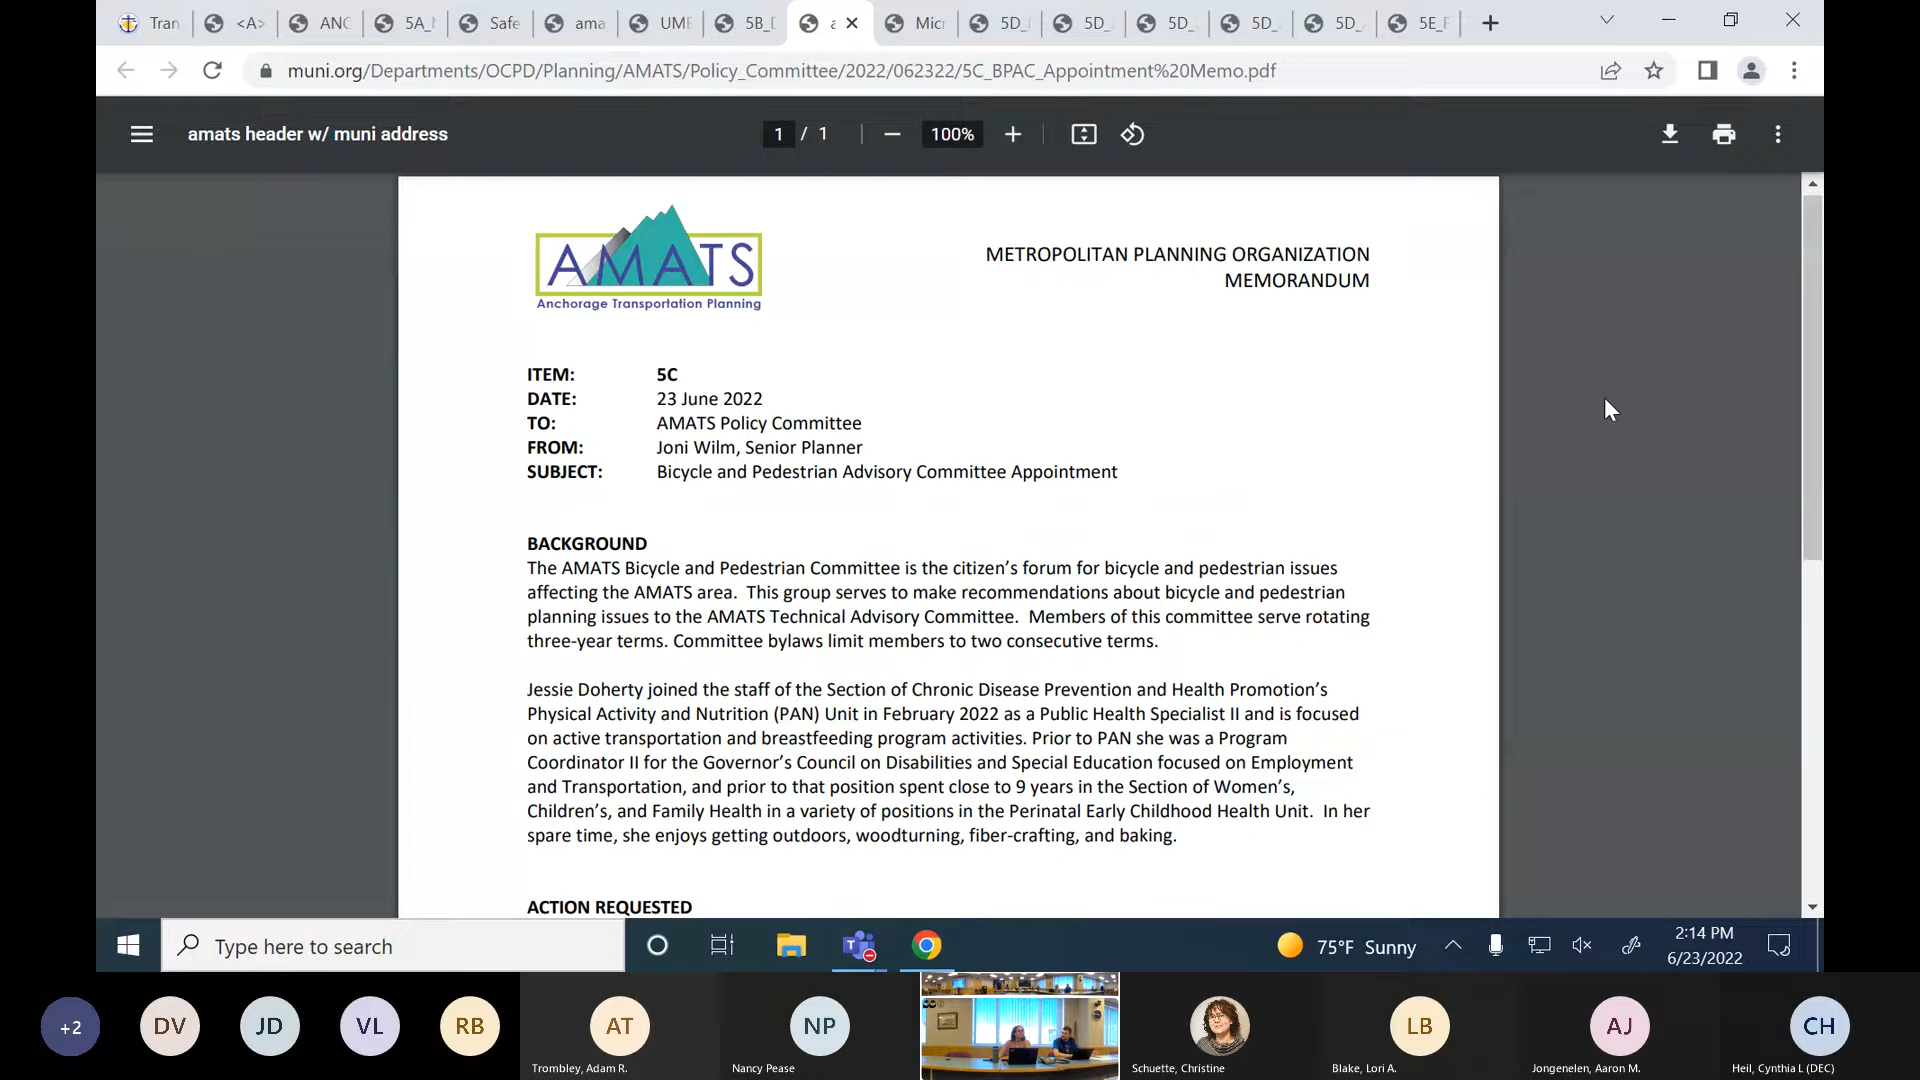 Tran
<A>
ANC
5A_
Safe
ama
UME
5B_D
a
Micr
5D_
5D_
5D_
5D_
5D_
5E_F
muni.org/Departments/OCPD/Planning/AMATS/Policy_Committee/2022/062322/5C_BPAC_Appointment%20Memo.pdf
amats header w/ muni address
1 / 1
100%
AMATS
Anchorage Transportation Planning
METROPOLITAN PLANNING ORGANIZATION
MEMORANDUM
ITEM: 5C
DATE: 23 June 2022
TO: AMATS Policy Committee
FROM: Joni Wilm, Senior Planner
SUBJECT: Bicycle and Pedestrian Advisory Committee Appointment
BACKGROUND
The AMATS Bicycle and Pedestrian Committee is the citizen’s forum for bicycle and pedestrian issues
affecting the AMATS area.  This group serves to make recommendations about bicycle and pedestrian
planning issues to the AMATS Technical Advisory Committee.  Members of this committee serve rotating
three-year terms. Committee bylaws limit members to two consecutive terms.
Jessie Doherty joined the staff of the Section of Chronic Disease Prevention and Health Promotion’s
Physical Activity and Nutrition (PAN) Unit in February 2022 as a Public Health Specialist II and is focused
on active transportation and breastfeeding program activities. Prior to PAN she was a Program
Coordinator II for the Governor’s Council on Disabilities and Special Education focused on Employment
and Transportation, and prior to that position spent close to 9 years in the Section of Women’s,
Children’s, and Family Health in a variety of positions in the Perinatal Early Childhood Health Unit.  In her
spare time, she enjoys getting outdoors, woodturning, fiber-crafting, and baking.
ACTION REQUESTED
Type here to search
75°F Sunny
2:14 PM
6/23/2022
+2
DV
JD
VL
RB
AT
Trombley, Adam R.
NP
Nancy Pease
Schuette, Christine
LB
Blake, Lori A.
AJ
Jongenelen, Aaron M.
CH
Heil, Cynthia L (DEC)